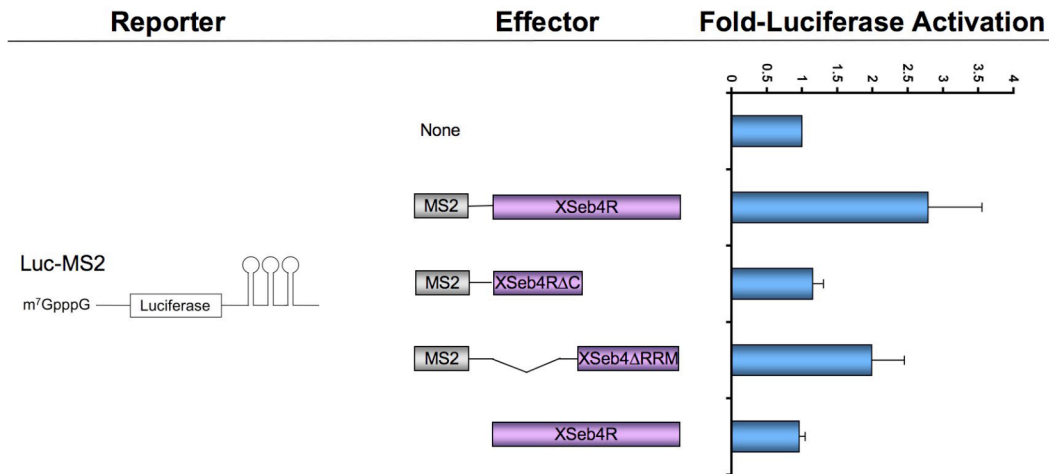 Reporter Effector Fold-Luciferase Activation
0 0.5 1 1.5 2 2.5 3 3.5 4
None
MS2 XSeb4R
Luc-MS2
MS2 XSeb4RΔC
m⁷GpppG Luciferase
MS2 XSeb4ΔRRM
XSeb4R